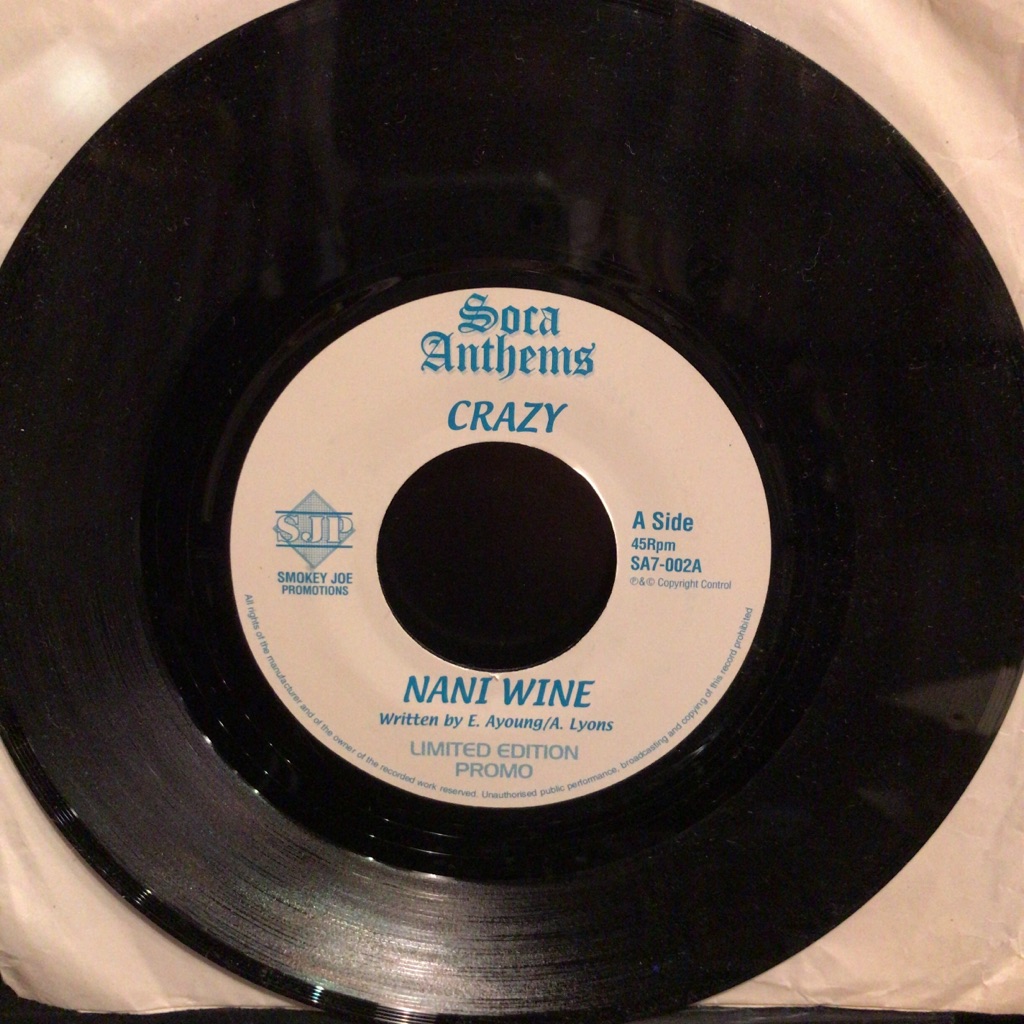 Soca
Anthems
CRAZY
SJP
SMOKEY JOE
PROMOTIONS
A Side
45Rpm
SA7-002A
℗&© Copyright Control
NANI WINE
Written by E. Ayoung/A. Lyons
LIMITED EDITION
PROMO
All rights of the manufacturer and of the owner of the recorded work reserved. Unauthorised public performance, broadcasting and copying of this record prohibited